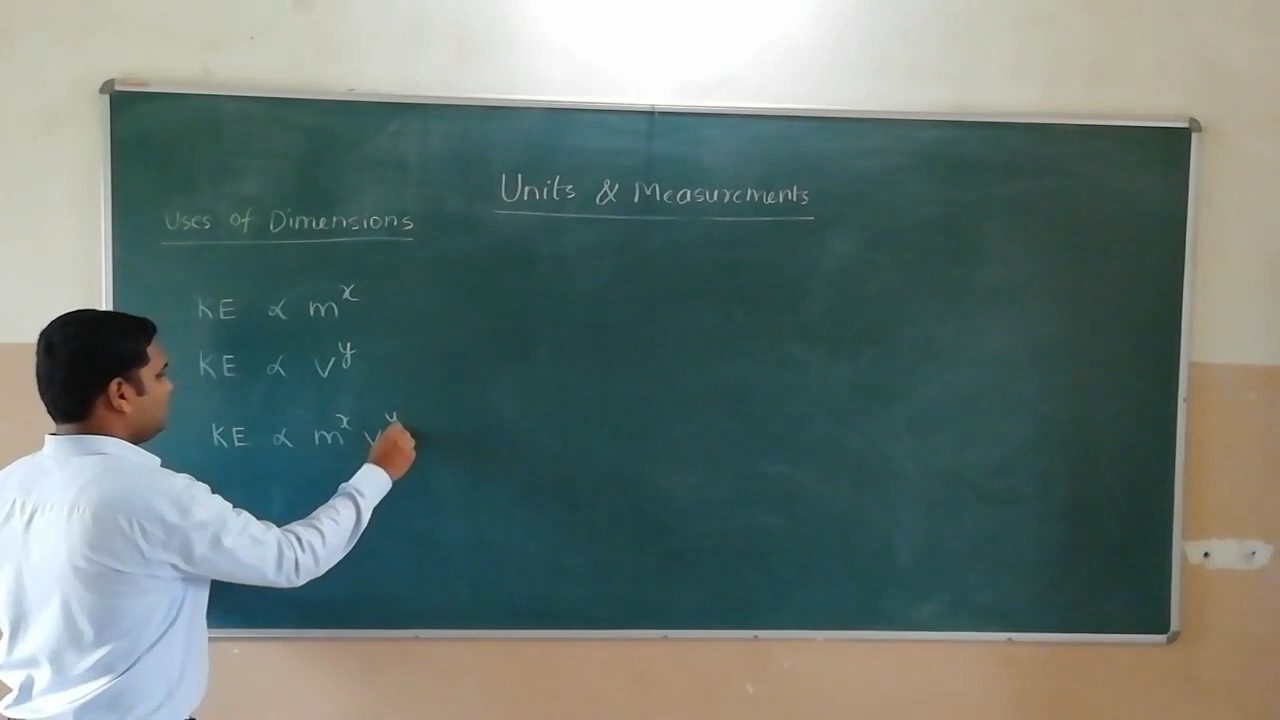 Units & Measurements
Uses of Dimensions
KE ∝ m^x
KE ∝ v^y
KE ∝ m^x v^y